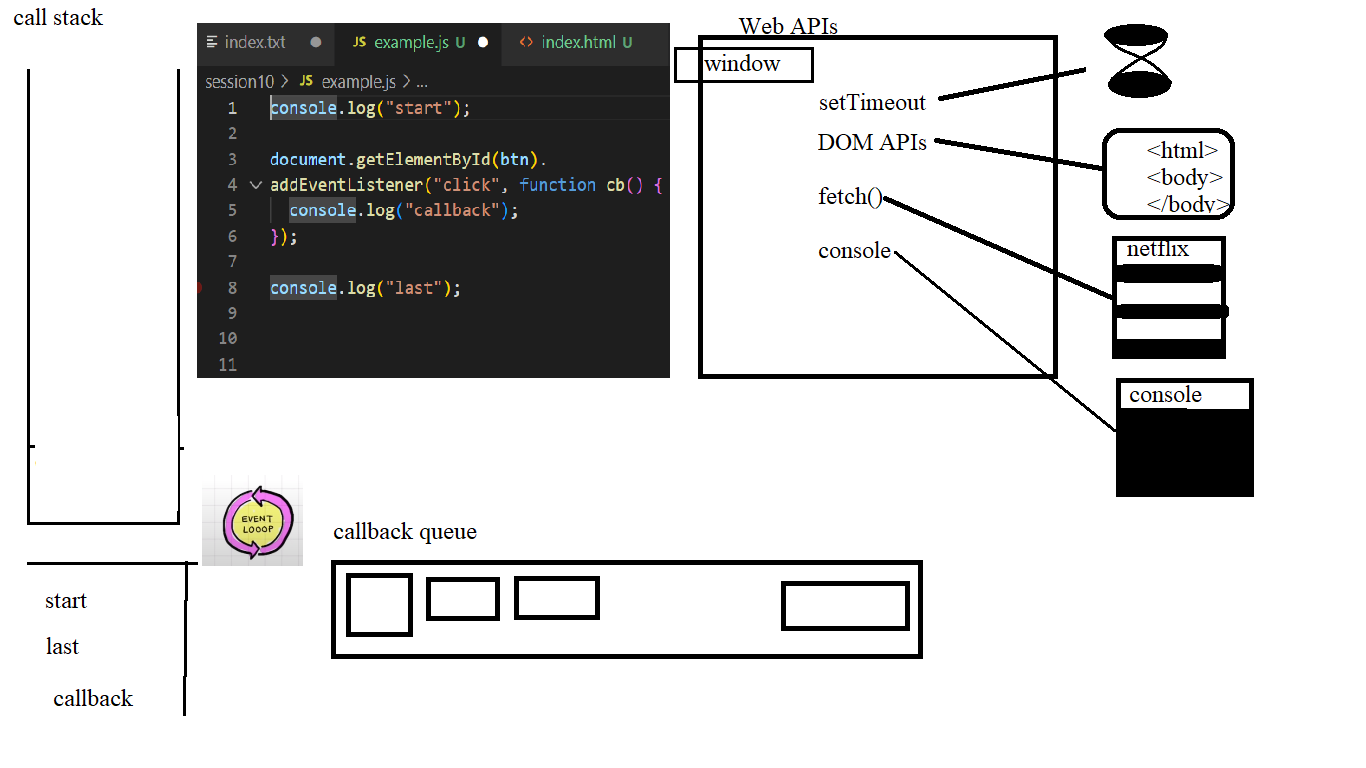 call stack
index.txt
JS example.js U
<> index.html U
session10 > JS example.js > ...
1 console.log("start");
2
3 document.getElementById(btn).
4 addEventListener("click", function cb() {
5 console.log("callback");
6 });
7
8 console.log("last");
9
10
11
Web APIs
window
setTimeout
DOM APIs
fetch()
console
<html>
<body>
</body>
netflix
console
EVENT
LOOOP
callback queue
start
last
callback